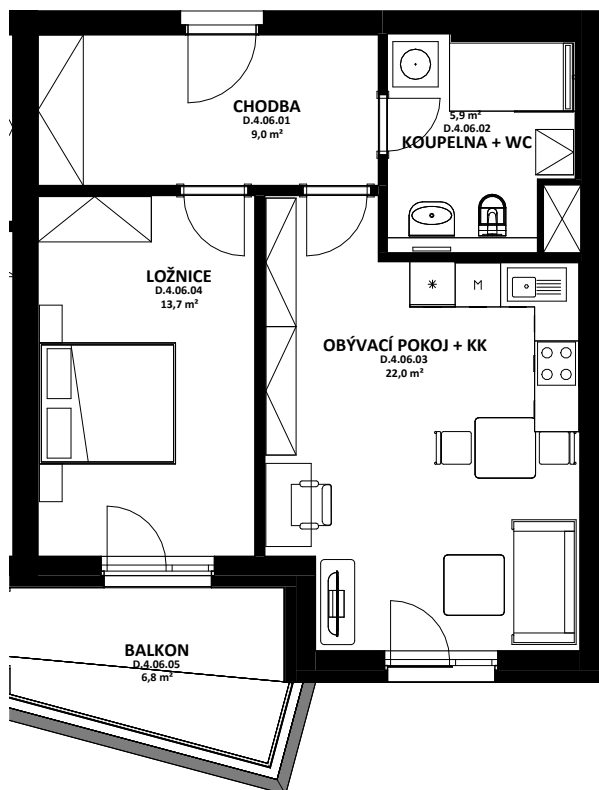 CHODBA
D.4.06.01
9,0 m²
5,9 m²
D.4.06.02
KOUPELNA + WC
LOŽNICE
D.4.06.04
13,7 m²
M
OBÝVACÍ POKOJ + KK
D.4.06.03
22,0 m²
BALKON
D.4.06.05
6,8 m²